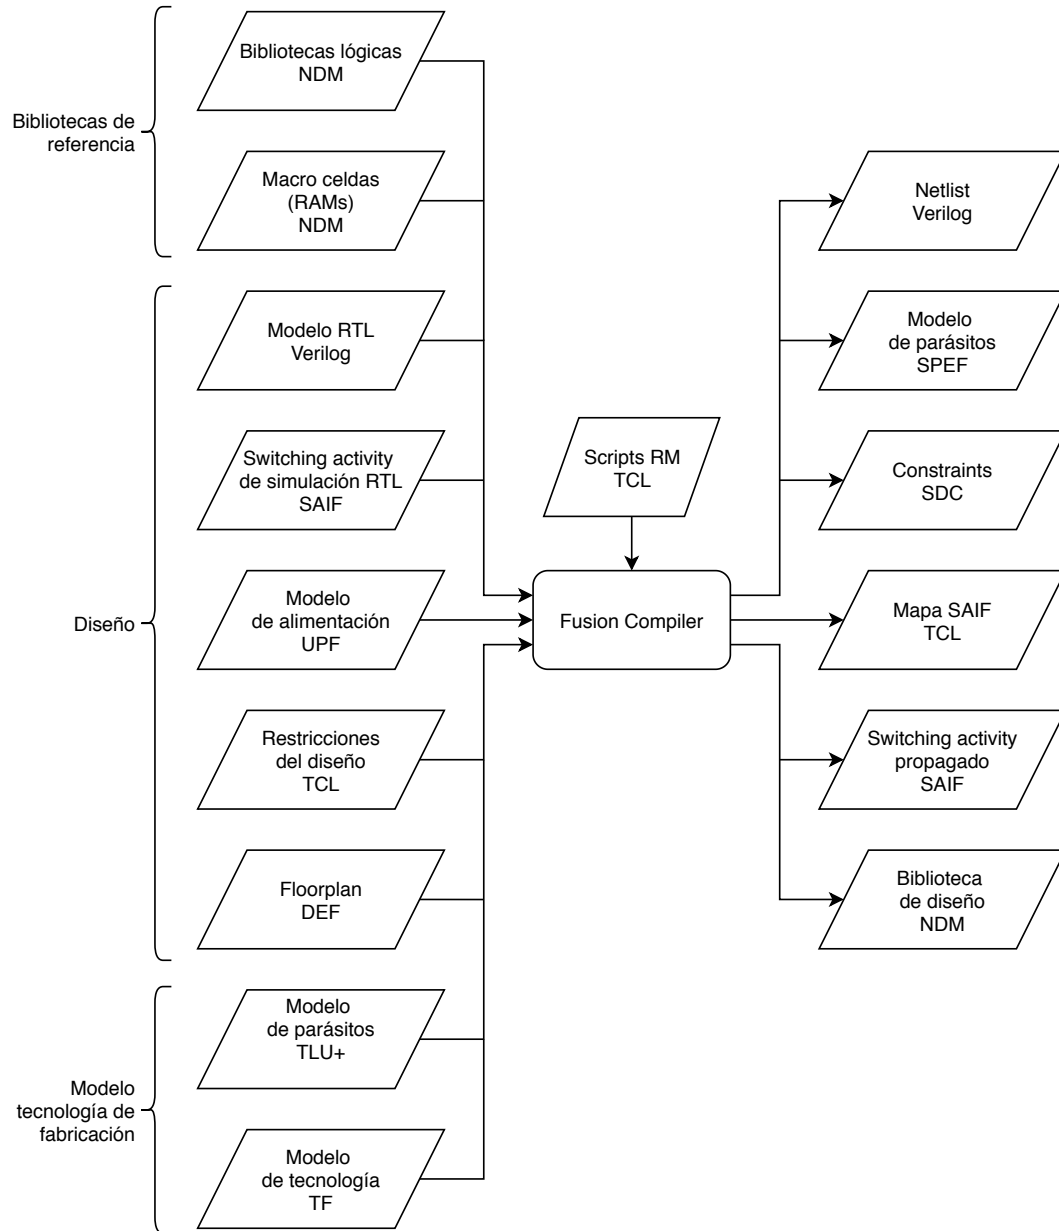 Bibliotecas de
referencia
Bibliotecas lógicas
NDM
Macro celdas
(RAMs)
NDM
Diseño
Modelo RTL
Verilog
Switching activity
de simulación RTL
SAIF
Modelo
de alimentación
UPF
Restricciones
del diseño
TCL
Floorplan
DEF
Modelo
tecnología de
fabricación
Modelo
de parásitos
TLU+
Modelo
de tecnología
TF
Scripts RM
TCL
Fusion Compiler
Netlist
Verilog
Modelo
de parásitos
SPEF
Constraints
SDC
Mapa SAIF
TCL
Switching activity
propagado
SAIF
Biblioteca
de diseño
NDM